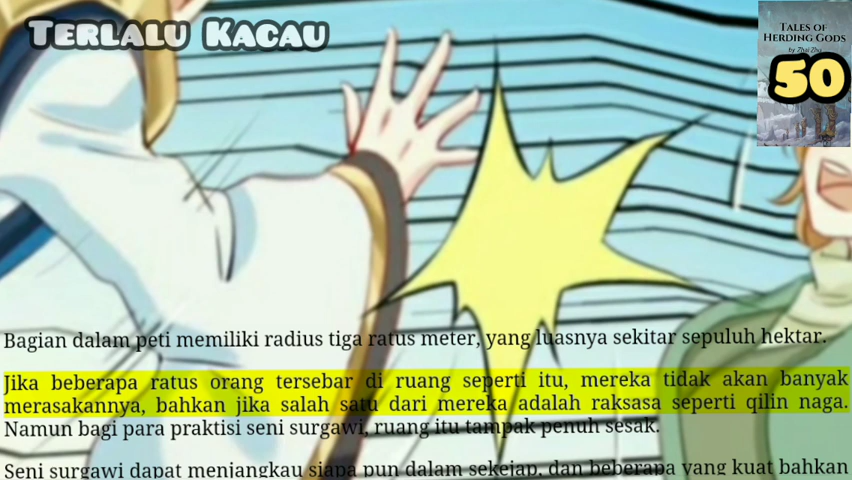 Terlalu Kacau
Tales of
Herding Gods
by Zhai Zhu
50
Bagian dalam peti memiliki radius tiga ratus meter, yang luasnya sekitar sepuluh hektar.
Jika beberapa ratus orang tersebar di ruang seperti itu, mereka tidak akan banyak
merasakannya, bahkan jika salah satu dari mereka adalah raksasa seperti qilin naga.
Namun bagi para praktisi seni surgawi, ruang itu tampak penuh sesak.
Seni surgawi dapat menjangkau siapa pun dalam sekejap, dan beberapa yang kuat bahkan